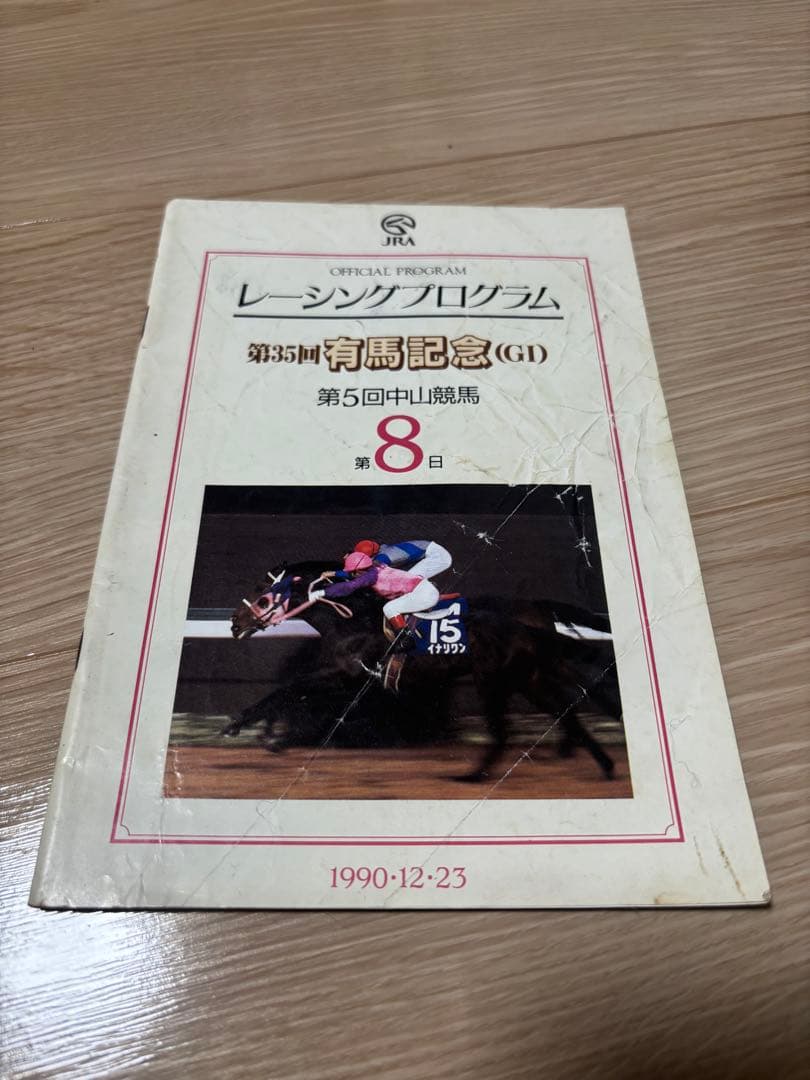 JRA
OFFICIAL PROGRAM
レーシングプログラム
第35回 有馬記念(GI)
第5回中山競馬
第8日
15
イナリワン
1990・12・23